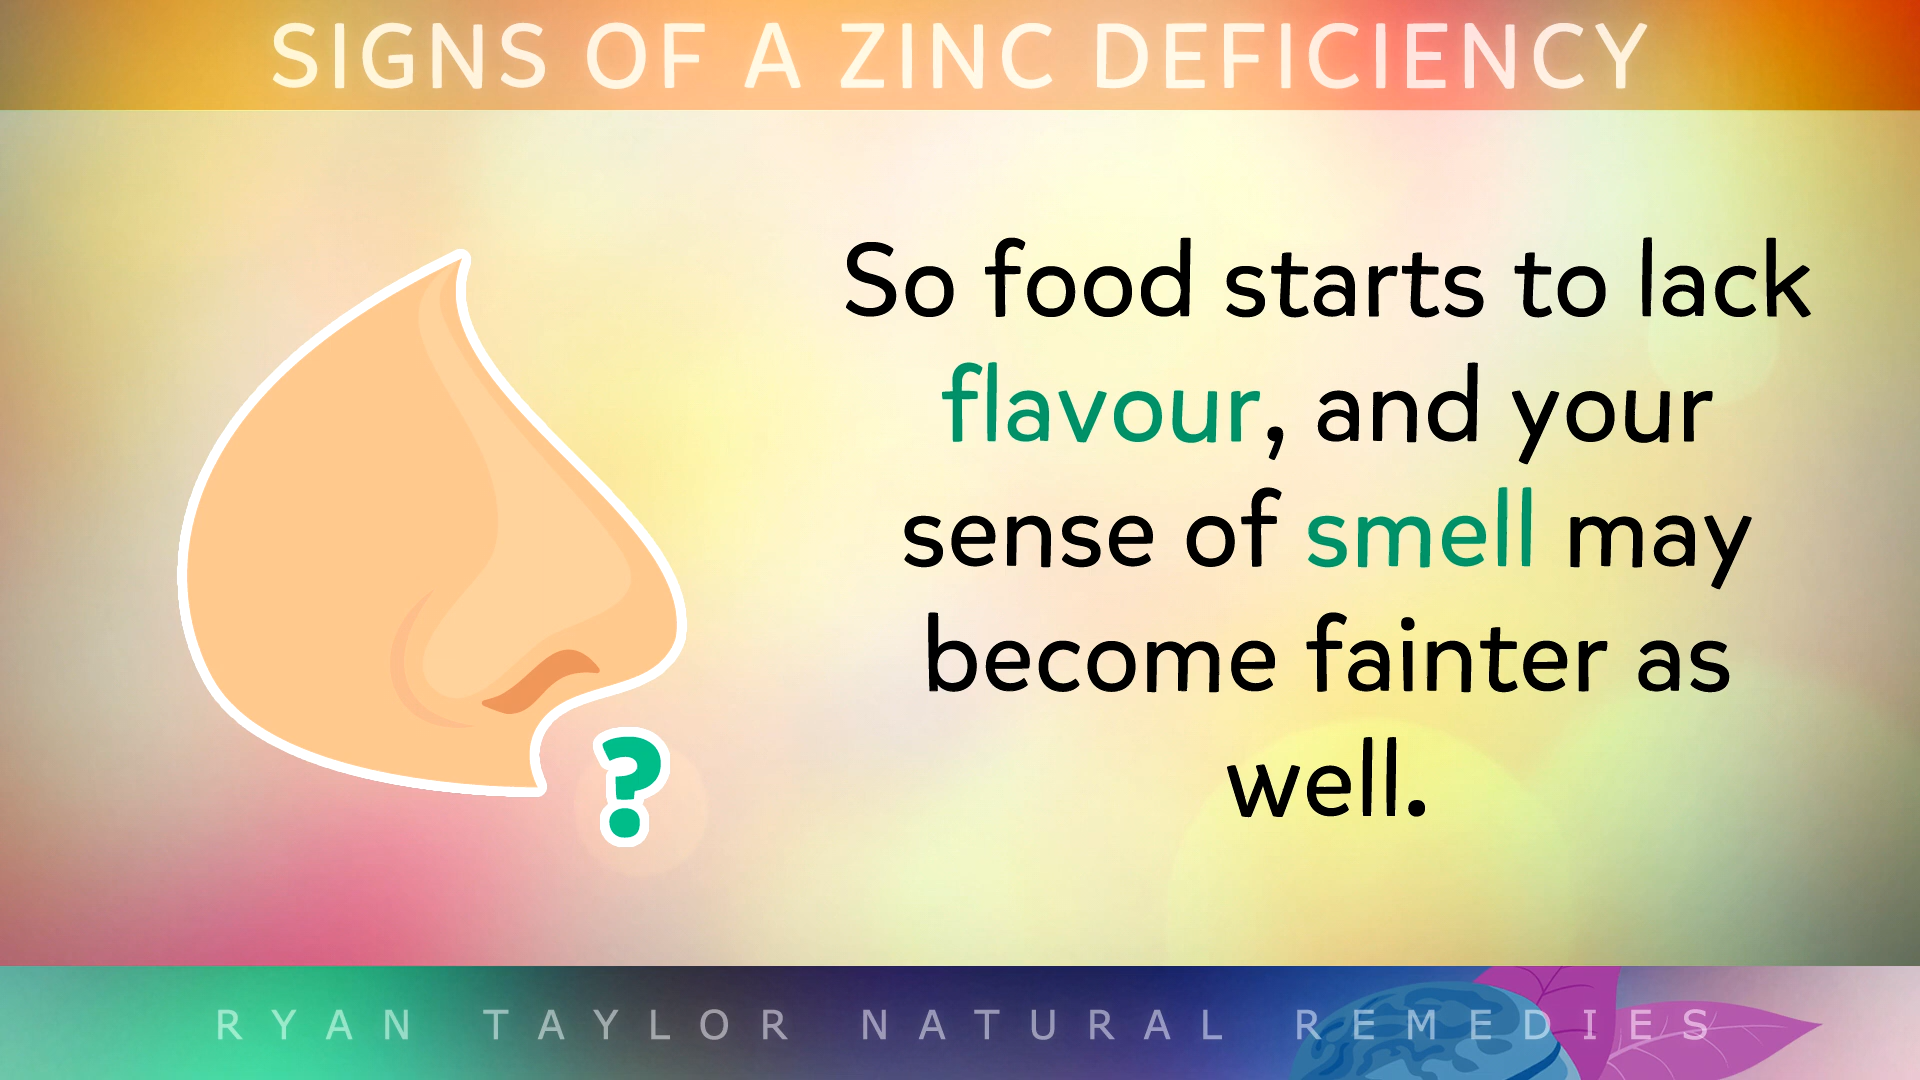 SIGNS OF A ZINC DEFICIENCY
So food starts to lack
flavour, and your
sense of smell may
become fainter as
well.
?
RYAN TAYLOR NATURAL REMEDIES